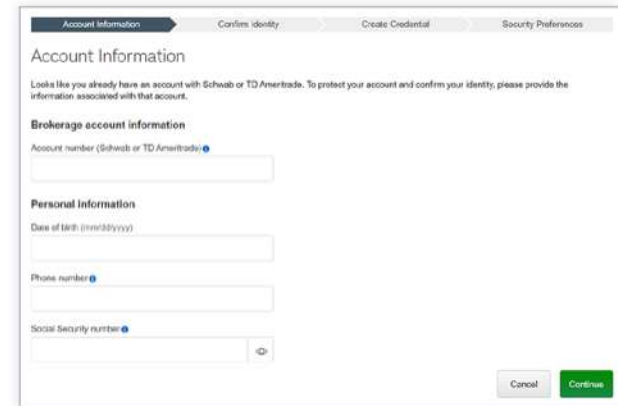 Account Information
Confirm Identity
Create Credential
Security Preferences
Account Information
Looks like you already have an account with Schwab or TD Ameritrade. To protect your account and confirm your identity, please provide the
information associated with that account.
Brokerage account information
Account number (Schwab or TD Ameritrade)
Personal information
Date of birth (mm/dd/yyyy)
Phone number
Social Security number
Cancel
Continue